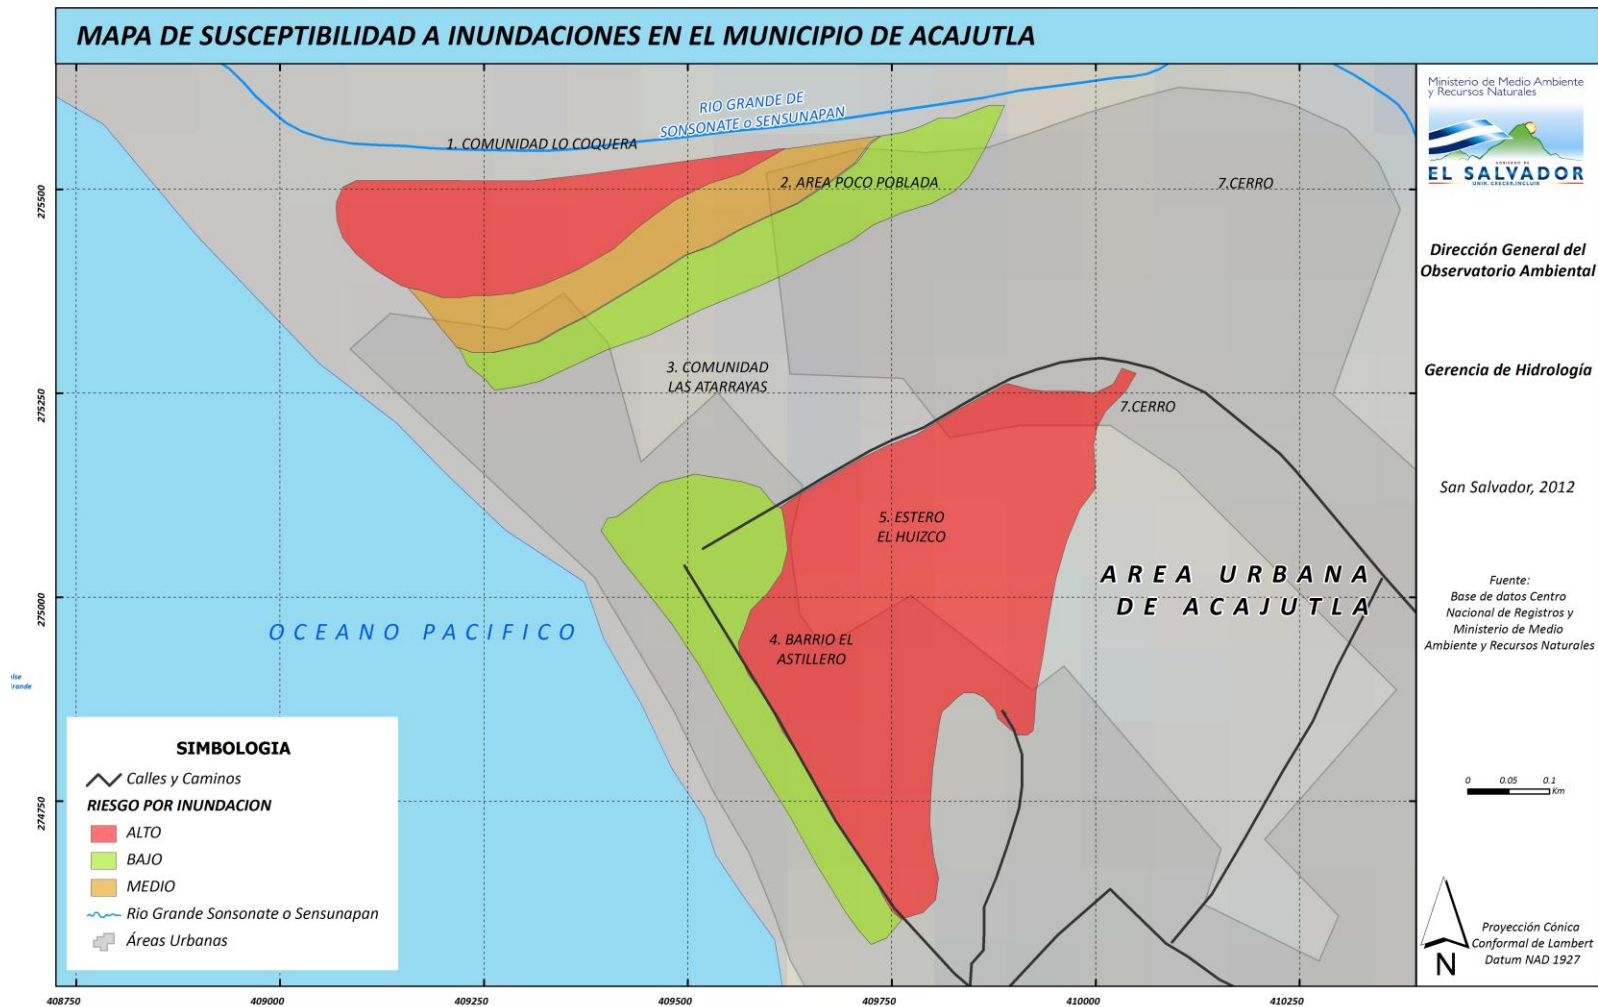 MAPA DE SUSCEPTIBILIDAD A INUNDACIONES EN EL MUNICIPIO DE ACAJUTLA
RIO GRANDE DE
SONSONATE o SENSUNAPAN
1. COMUNIDAD LO COQUERA
2. AREA POCO POBLADA
7.CERRO
3. COMUNIDAD
LAS ATARRAYAS
7.CERRO
5. ESTERO
EL HUIZCO
AREA URBANA
DE ACAJUTLA
OCEANO PACIFICO
4. BARRIO EL
ASTILLERO
SIMBOLOGIA
Calles y Caminos
RIESGO POR INUNDACION
ALTO
BAJO
MEDIO
Rio Grande Sonsonate o Sensunapan
Áreas Urbanas
275500
275250
275000
274750
408750
409000
409250
409500
409750
410000
410250
Ministerio de Medio Ambiente
y Recursos Naturales
GOBIERNO DE
EL SALVADOR
UNIR, CRECER, INCLUIR
Dirección General del
Observatorio Ambiental
Gerencia de Hidrología
San Salvador, 2012
Fuente:
Base de datos Centro
Nacional de Registros y
Ministerio de Medio
Ambiente y Recursos Naturales
0 0.05 0.1
Km
N
Proyección Cónica
Conformal de Lambert
Datum NAD 1927